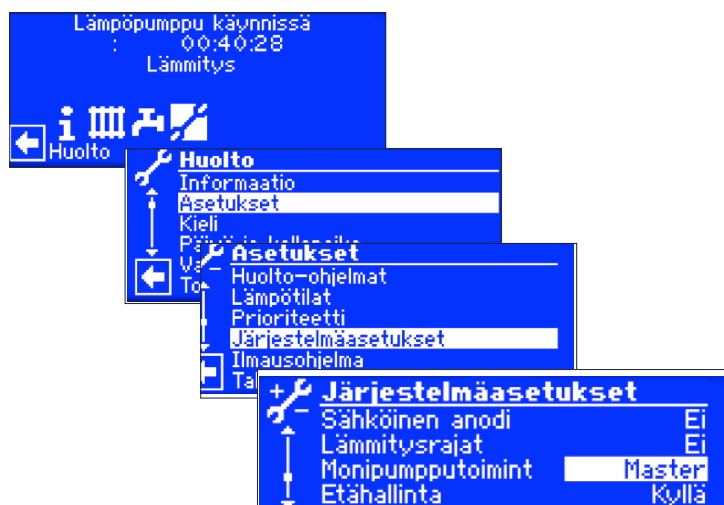 Lämpöpumppu käynnissä
: 00:40:28
Lämmitys
Huolto
Huolto
Informaatio
Asetukset
Kieli
Asetukset
Huolto-ohjelmat
Lämpötilat
Prioriteetti
Järjestelmäasetukset
Ilmausohjelma
Järjestelmäasetukset
Sähköinen anodi Ei
Lämmitysrajat Ei
Monipumpputoimint Master
Etähallinta Kyllä